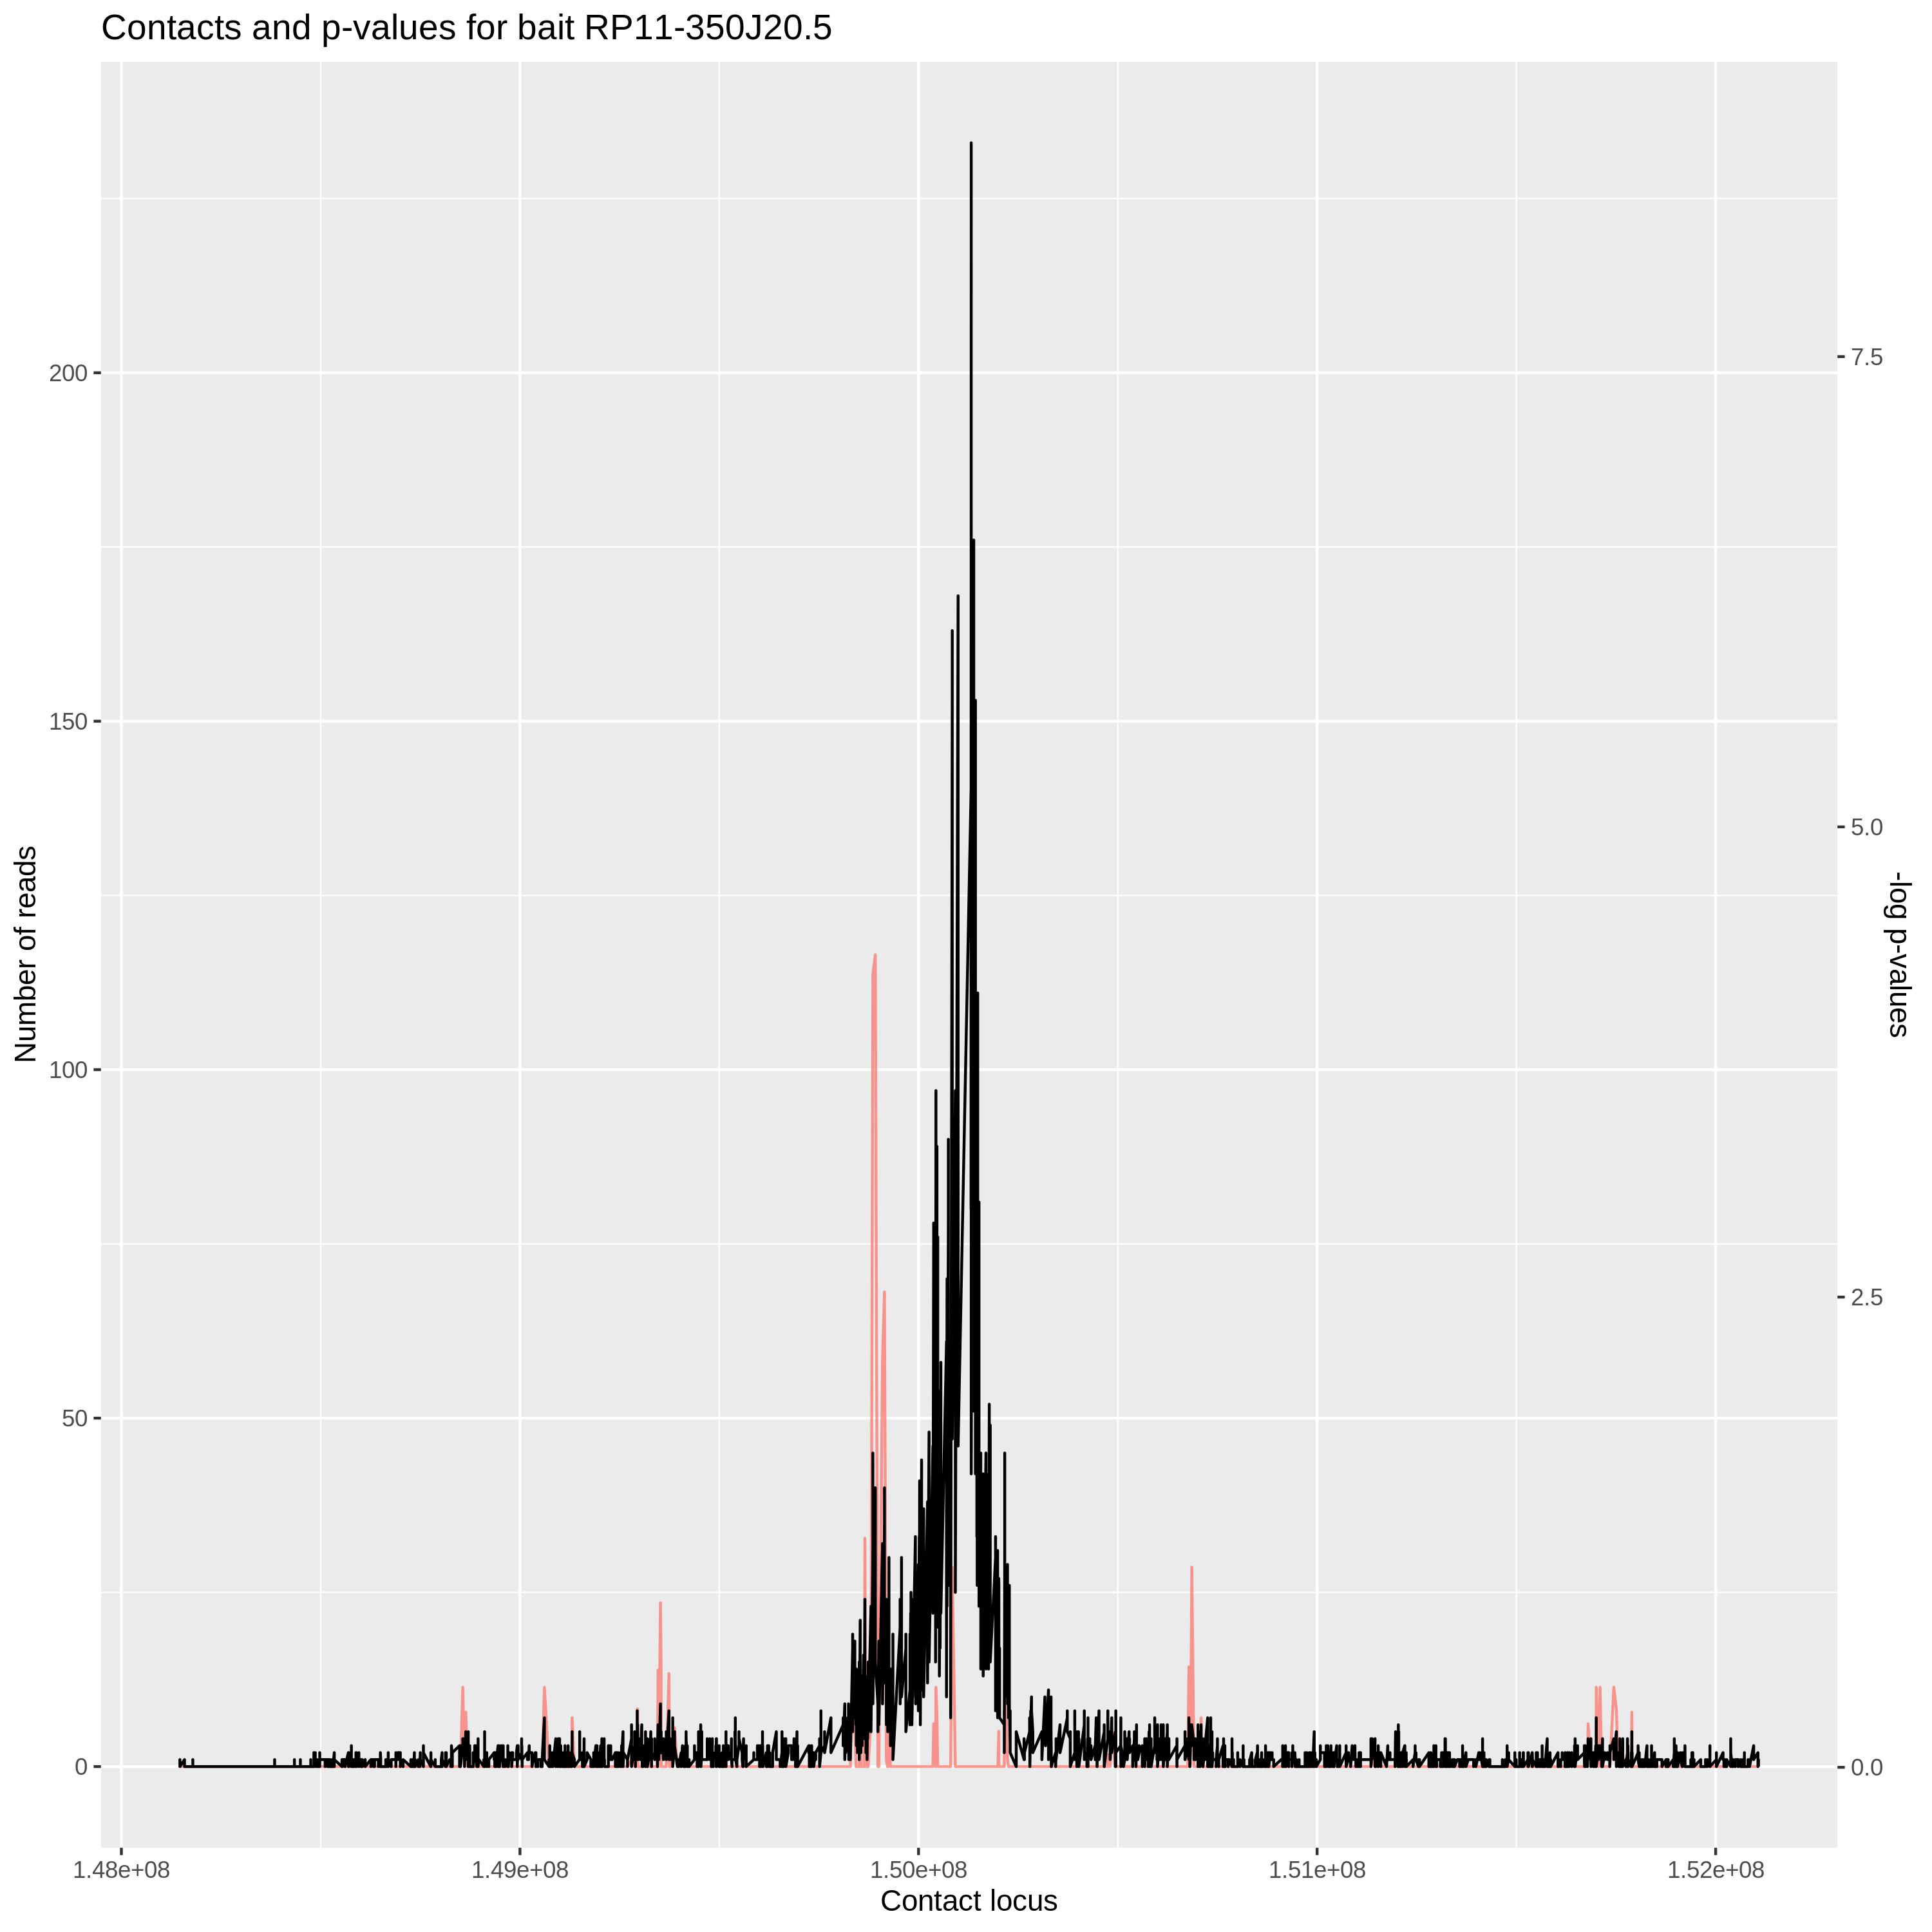 Contacts and p-values for bait RP11-350J20.5
Number of reads
200
150
100
50
0
7.5
5.0
2.5
0.0
-log p-values
1.48e+08 1.49e+08 1.50e+08 1.51e+08 1.52e+08
Contact locus